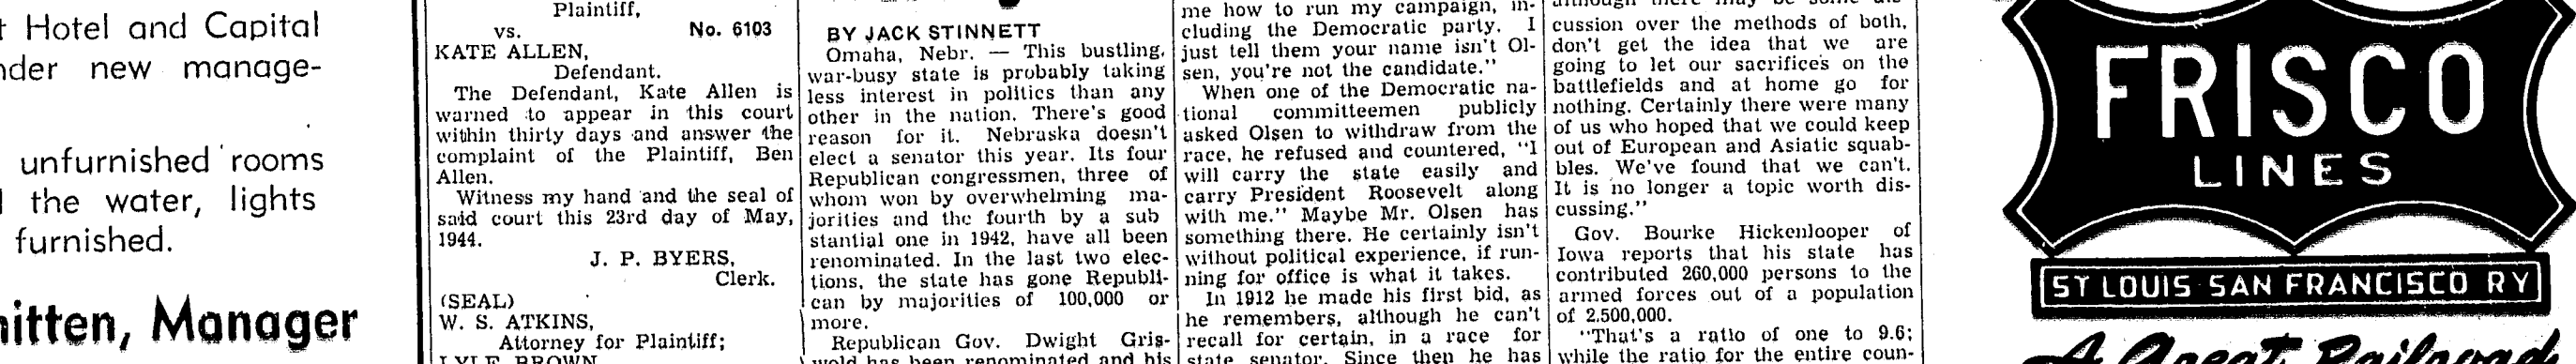 Hotel and Capital
new manage-
unfurnished rooms
the water, lights
furnished.
Manager
Plaintiff,
vs. No. 6103
KATE ALLEN,
Defendant.
The Defendant, Kate Allen is
warned to appear in this court
within thirty days and answer the
complaint of the Plaintiff, Ben
Allen.
Witness my hand and the seal of
said court this 23rd day of May,
1944.
J. P. BYERS,
Clerk.
(SEAL)
W. S. ATKINS,
Attorney for Plaintiff;
LYLE BROWN
BY JACK STINNETT
Omaha, Nebr. — This bustling,
war-busy state is probably taking
less interest in politics than any
other in the nation. There's good
reason for it. Nebraska doesn't
elect a senator this year. Its four
Republican congressmen, three of
whom won by overwhelming ma-
jorities and the fourth by a sub
stantial one in 1942, have all been
renominated. In the last two elec-
tions, the state has gone Republi-
can by majorities of 100,000 or
more.
Republican Gov. Dwight Gris-
wold has been renominated and his
me how to run my campaign, in-
cluding the Democratic party. I
just tell them your name isn't Ol-
sen, you're not the candidate."
When one of the Democratic na-
tional committeemen publicly
asked Olsen to withdraw from the
race, he refused and countered, "I
will carry the state easily and
carry President Roosevelt along
with me." Maybe Mr. Olsen has
something there. He certainly isn't
without political experience, if run-
ning for office is what it takes.
In 1912 he made his first bid, as
he remembers, although he can't
recall for certain, in a race for
state senator. Since then he has
although there may be some dis-
cussion over the methods of both,
don't get the idea that we are
going to let our sacrifices on the
battlefields and at home go for
nothing. Certainly there were many
of us who hoped that we could keep
out of European and Asiatic squab-
bles. We've found that we can't.
It is no longer a topic worth dis-
cussing."
Gov. Bourke Hickenlooper of
Iowa reports that his state has
contributed 260,000 persons to the
armed forces out of a population
of 2,500,000.
"That's a ratio of one to 9.6;
while the ratio for the entire coun-
FRISCO
LINES
ST LOUIS SAN FRANCISCO RY
A Great Railroad